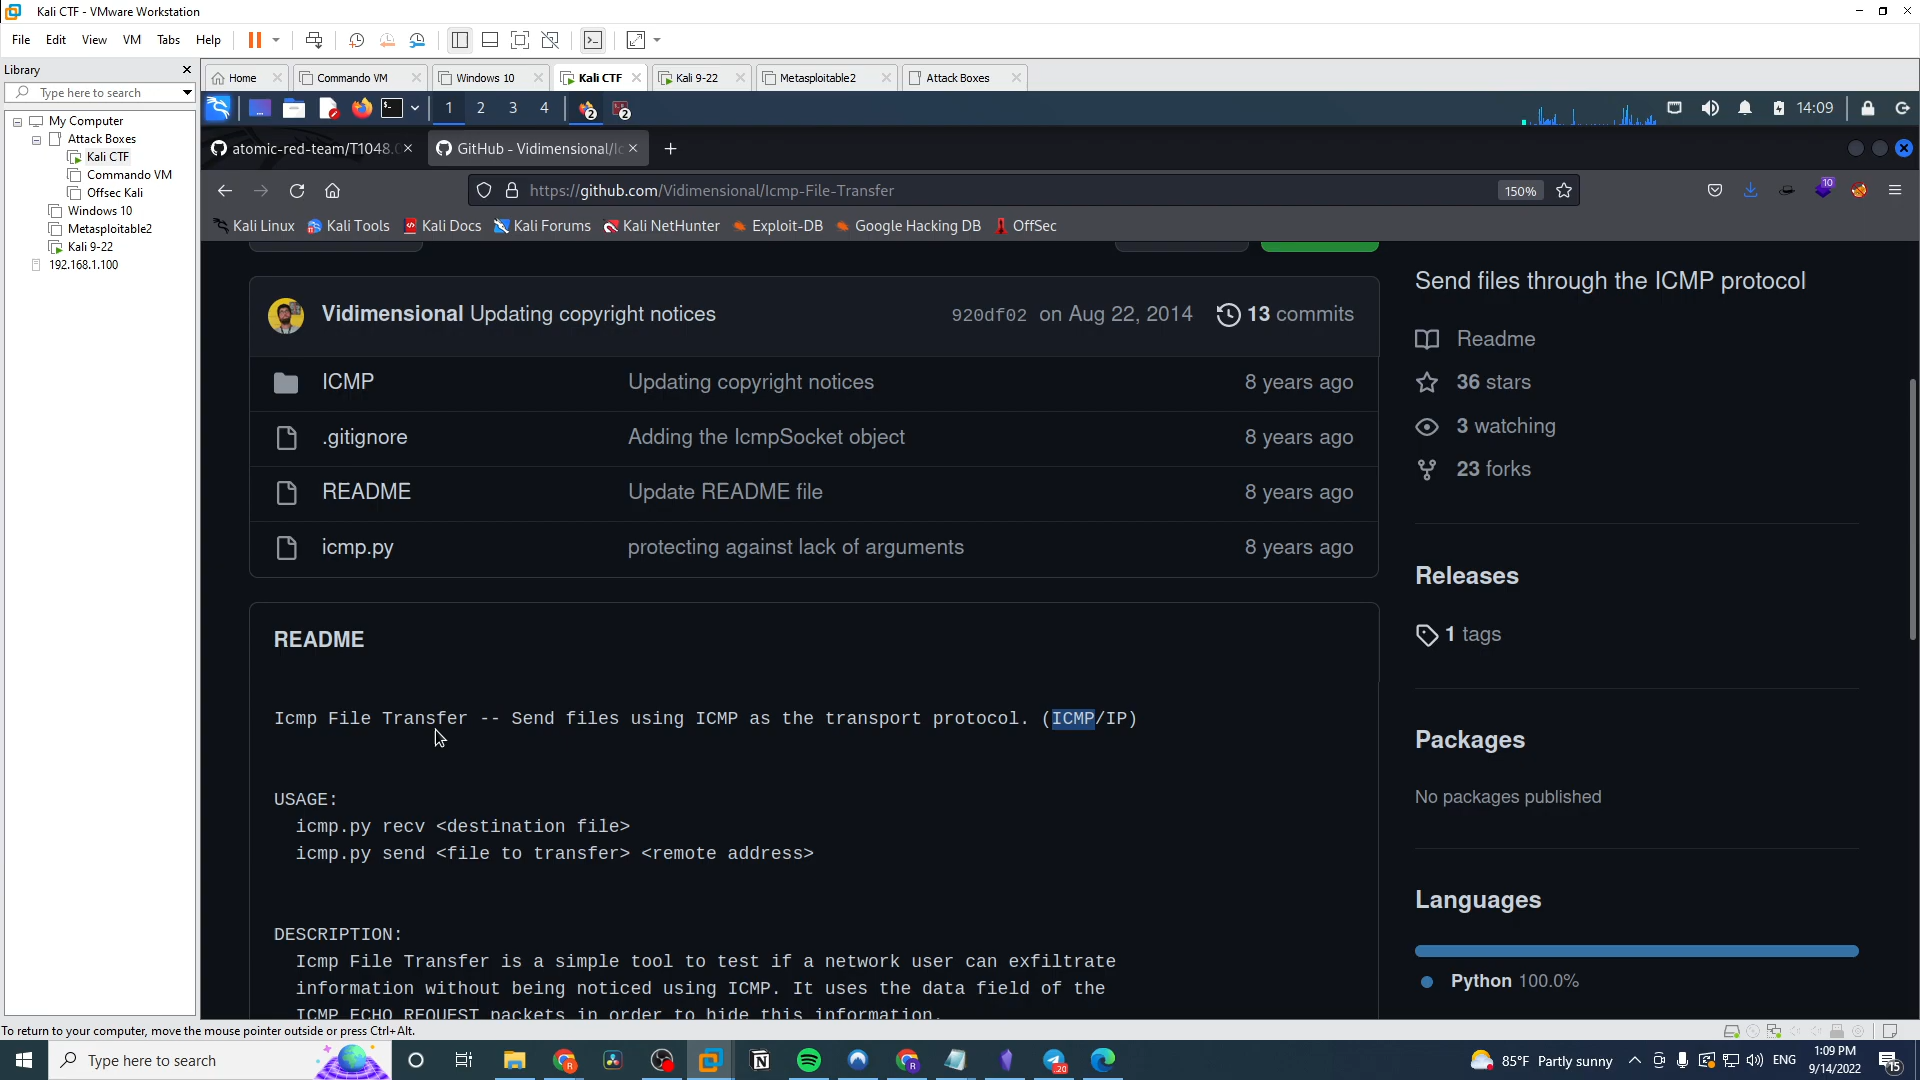 Kali CTF - VMware Workstation
File Edit View VM Tabs Help
Library
Type here to search
My Computer
Attack Boxes
Kali CTF
Commando VM
Offsec Kali
Windows 10
Metasploitable2
Kali 9-22
192.168.1.100
Home Commando VM Windows 10 Kali CTF Kali 9-22 Metasploitable2 Attack Boxes
1 2 3 4 2 2 14:09
atomic-red-team/T1048. GitHub - Vidimensional/Ic
https://github.com/Vidimensional/Icmp-File-Transfer 150% 10
Kali Linux Kali Tools Kali Docs Kali Forums Kali NetHunter Exploit-DB Google Hacking DB OffSec
Vidimensional Updating copyright notices 920df02 on Aug 22, 2014 13 commits
ICMP Updating copyright notices 8 years ago
.gitignore Adding the IcmpSocket object 8 years ago
README Update README file 8 years ago
icmp.py protecting against lack of arguments 8 years ago
README
Icmp File Transfer -- Send files using ICMP as the transport protocol. (ICMP/IP)
USAGE:
icmp.py recv <destination file>
icmp.py send <file to transfer> <remote address>
DESCRIPTION:
Icmp File Transfer is a simple tool to test if a network user can exfiltrate
information without being noticed using ICMP. It uses the data field of the
ICMP ECHO REQUEST packets in order to hide this information.
Send files through the ICMP protocol
Readme
36 stars
3 watching
23 forks
Releases
1 tags
Packages
No packages published
Languages
Python 100.0%
To return to your computer, move the mouse pointer outside or press Ctrl+Alt.
Type here to search
20
85°F Partly sunny
ENG
1:09 PM
9/14/2022
15